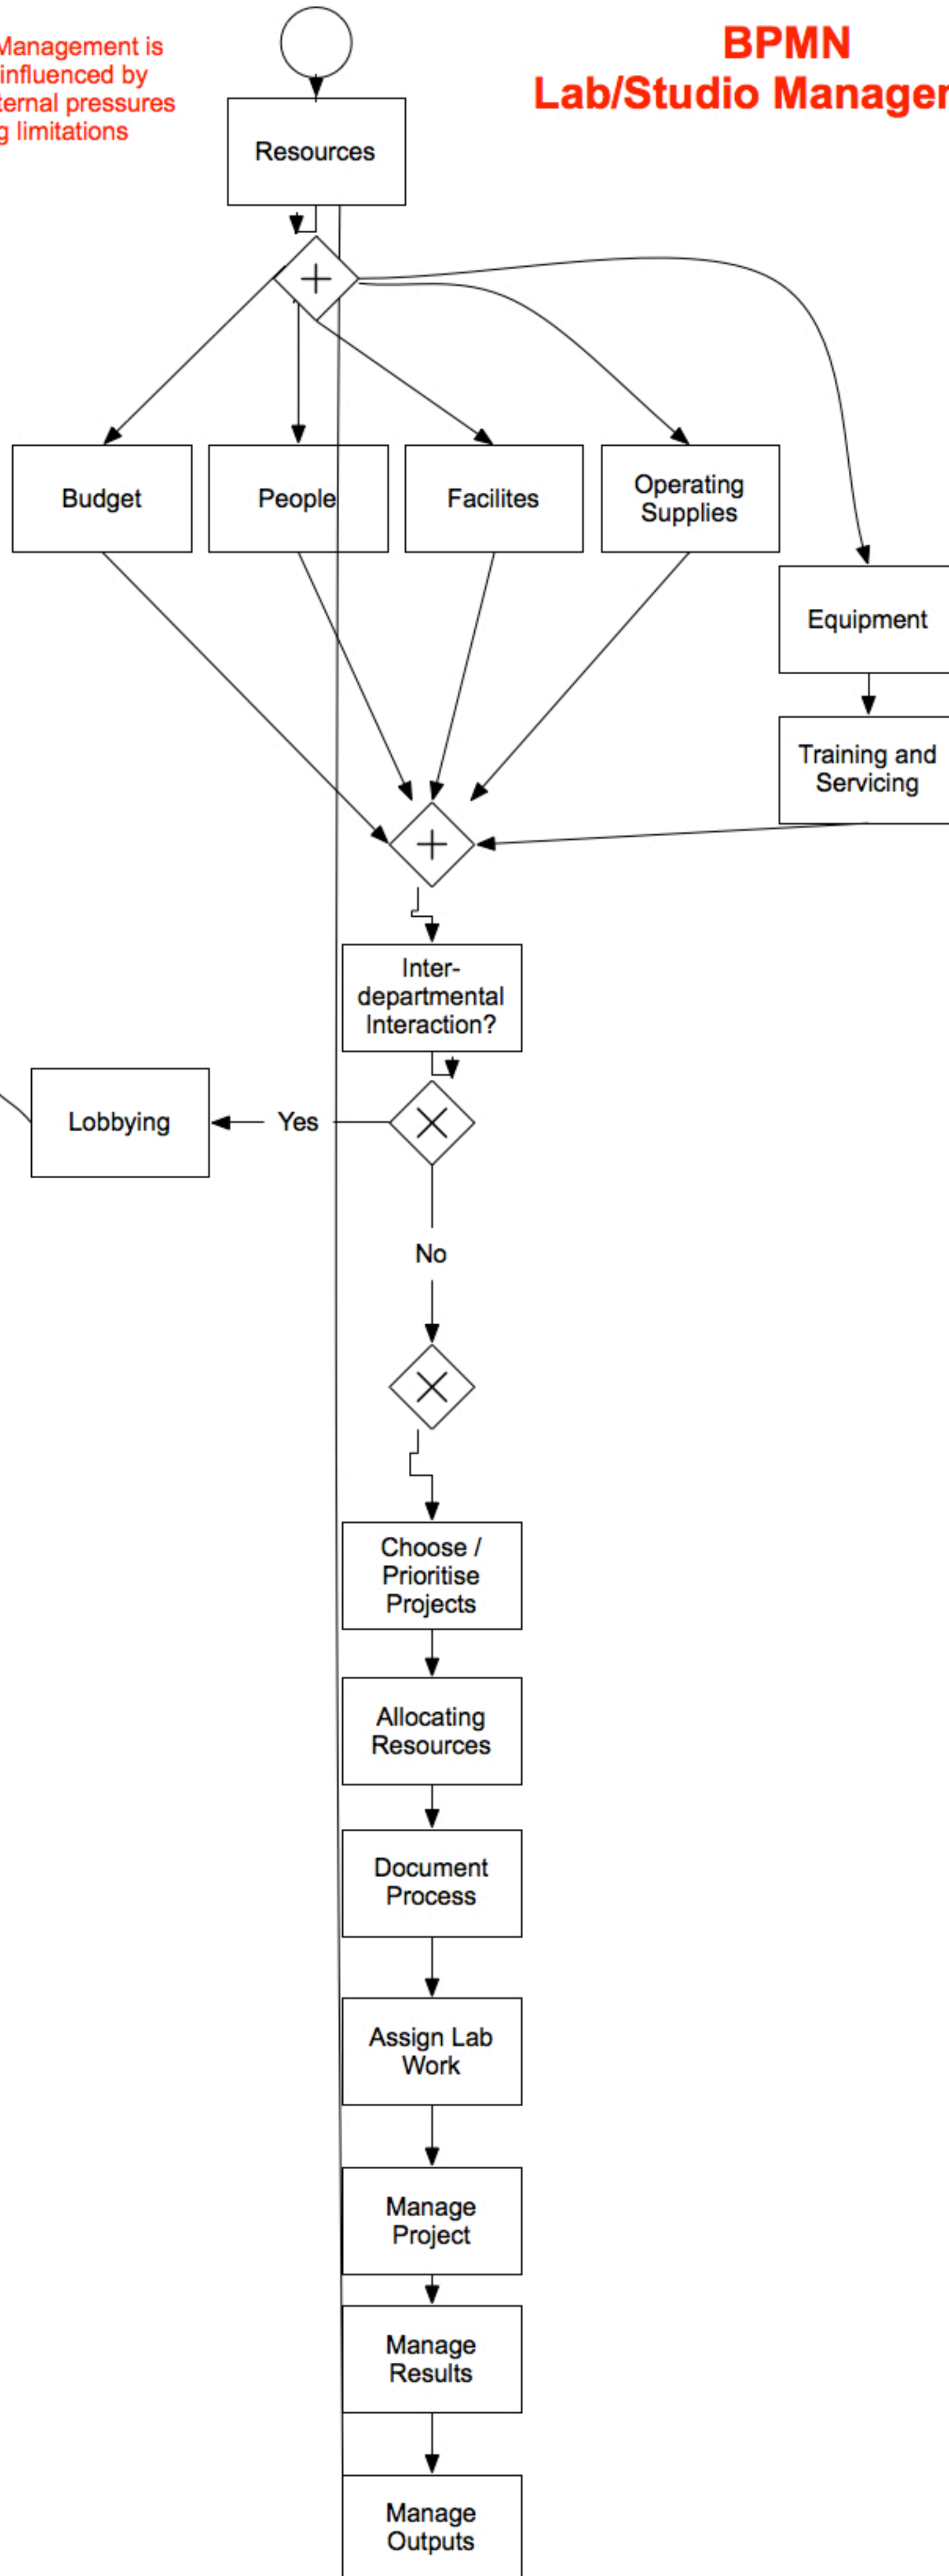 Management is
influenced by
ternal pressures
g limitations
BPMN
Lab/Studio Manager
Resources
Budget
People
Facilites
Operating
Supplies
Equipment
Training and
Servicing
Inter-
departmental
Interaction?
Lobbying
Yes
No
Choose /
Prioritise
Projects
Allocating
Resources
Document
Process
Assign Lab
Work
Manage
Project
Manage
Results
Manage
Outputs